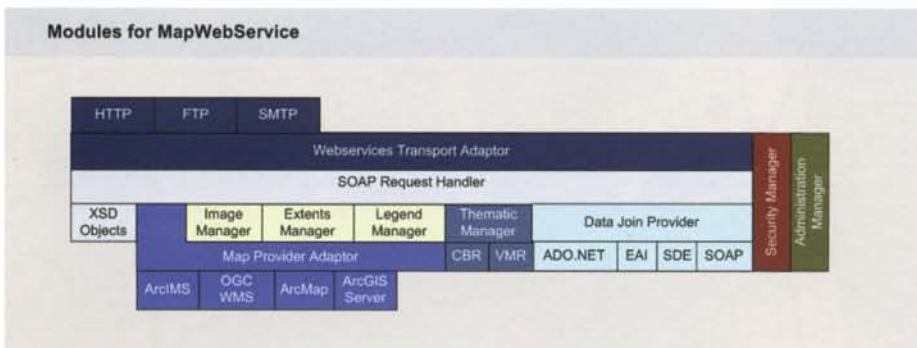 Modules for MapWebService
HTTP
FTP
SMTP
Webservices Transport Adaptor
SOAP Request Handler
XSD
Objects
Image
Manager
Extents
Manager
Legend
Manager
Thematic
Manager
Data Join Provider
Map Provider Adaptor
CBR
VMR
ADO.NET
EAI
SDE
SOAP
ArcIMS
OGC
WMS
ArcMap
ArcGIS
Server
Security Manager
Administration
Manager